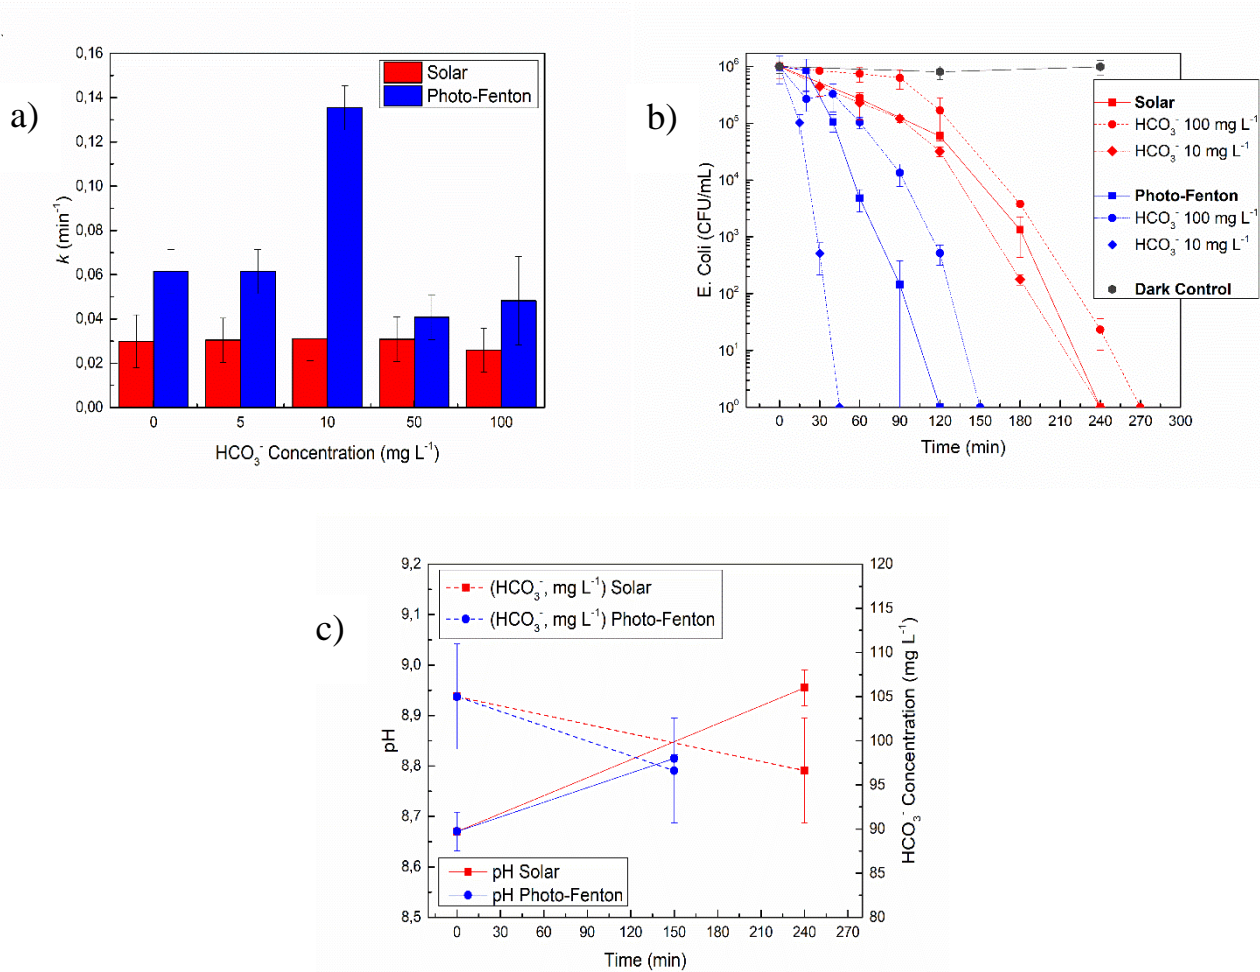 a)
0,16
0,14
0,12
0,10
0,08
0,06
0,04
0,02
0,00
k (min⁻¹)
Solar
Photo-Fenton
0 5 10 50 100
HCO₃⁻ Concentration (mg L⁻¹)
b)
10⁶
10⁵
10⁴
10³
10²
10¹
10⁰
E. Coli (CFU/mL)
Solar
HCO₃⁻ 100 mg L⁻¹
HCO₃⁻ 10 mg L⁻¹
Photo-Fenton
HCO₃⁻ 100 mg L⁻¹
HCO₃⁻ 10 mg L⁻¹
Dark Control
0 30 60 90 120 150 180 210 240 270 300
Time (min)
c)
9,2
9,1
9,0
8,9
8,8
8,7
8,6
8,5
pH
(HCO₃⁻, mg L⁻¹) Solar
(HCO₃⁻, mg L⁻¹) Photo-Fenton
pH Solar
pH Photo-Fenton
120
115
110
105
100
95
90
85
80
HCO₃⁻ Concentration (mg L⁻¹)
0 30 60 90 120 150 180 210 240 270
Time (min)